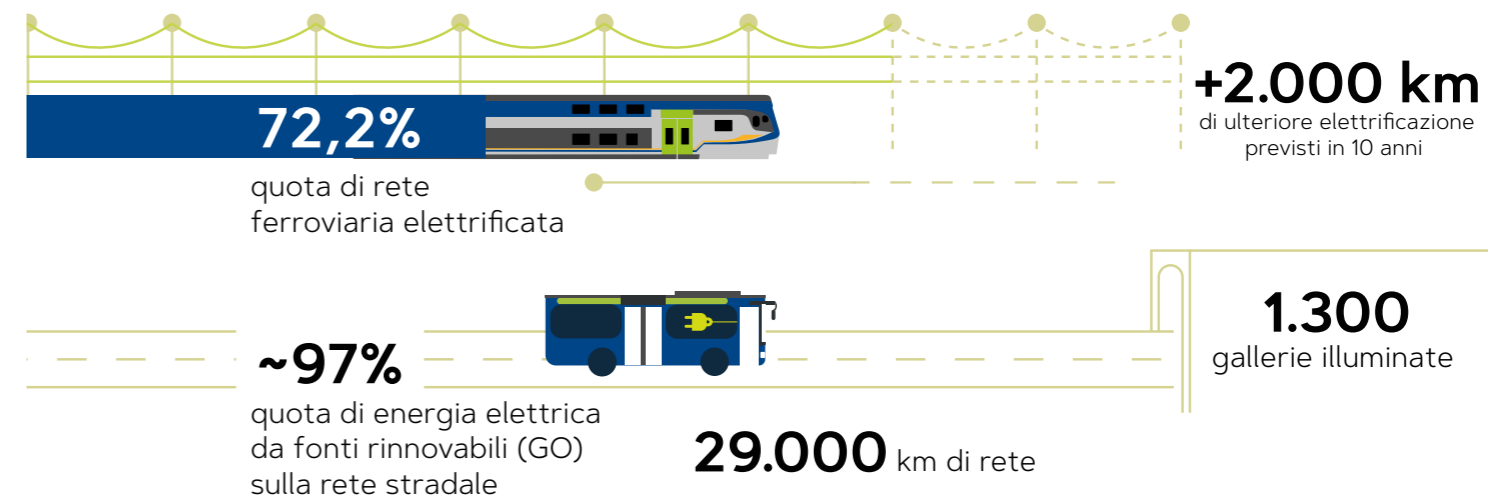 72,2%
quota di rete
ferroviaria elettrificata
+2.000 km
di ulteriore elettrificazione
previsti in 10 anni
~97%
quota di energia elettrica
da fonti rinnovabili (GO)
sulla rete stradale
29.000 km di rete
1.300
gallerie illuminate